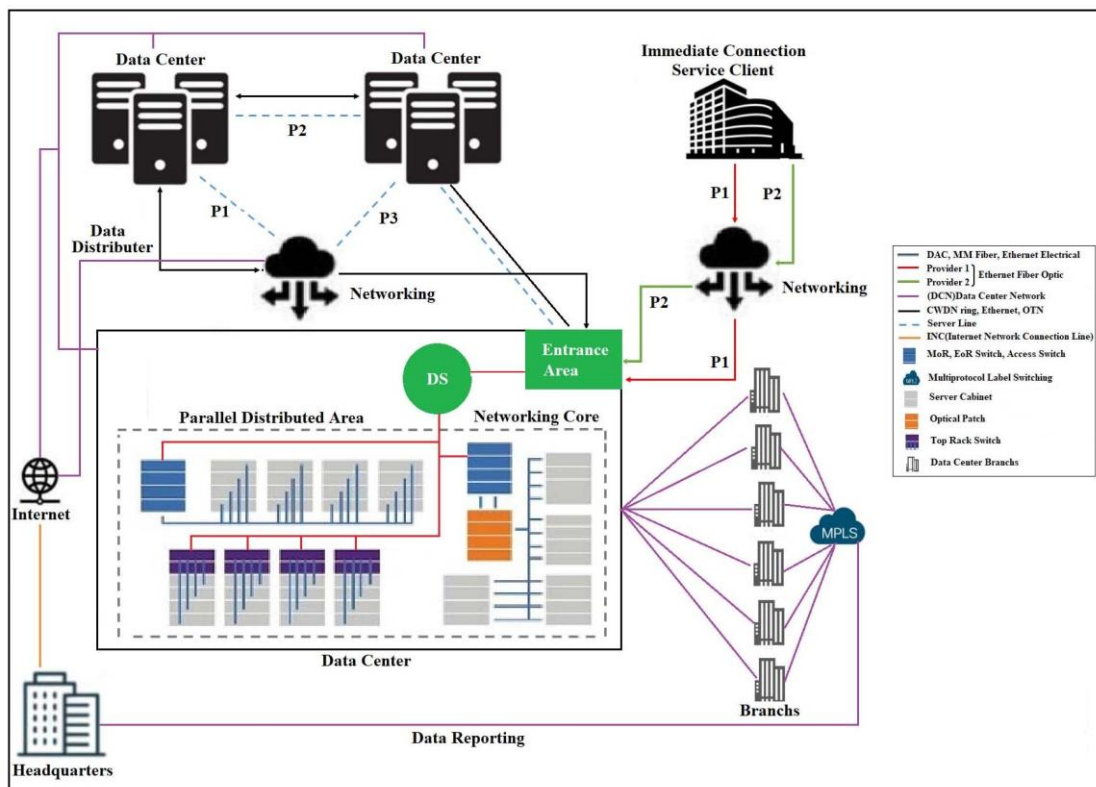 Data Center
Data Center
Immediate Connection
Service Client
P2
P1
P3
P1
P2
Data
Distributer
Networking
Networking
P2
P1
Entrance
Area
DS
Parallel Distributed Area
Networking Core
Internet
Data Center
MPLS
Branchs
Data Reporting
Headquarters
DAC, MM Fiber, Ethernet Electrical
Provider 1
Provider 2
Ethernet Fiber Optic
(DCN)Data Center Network
CWDN ring, Ethernet, OTN
Server Line
INC(Internet Network Connection Line)
MoR, EoR Switch, Access Switch
Multiprotocol Label Switching
Server Cabinet
Optical Patch
Top Rack Switch
Data Center Branchs